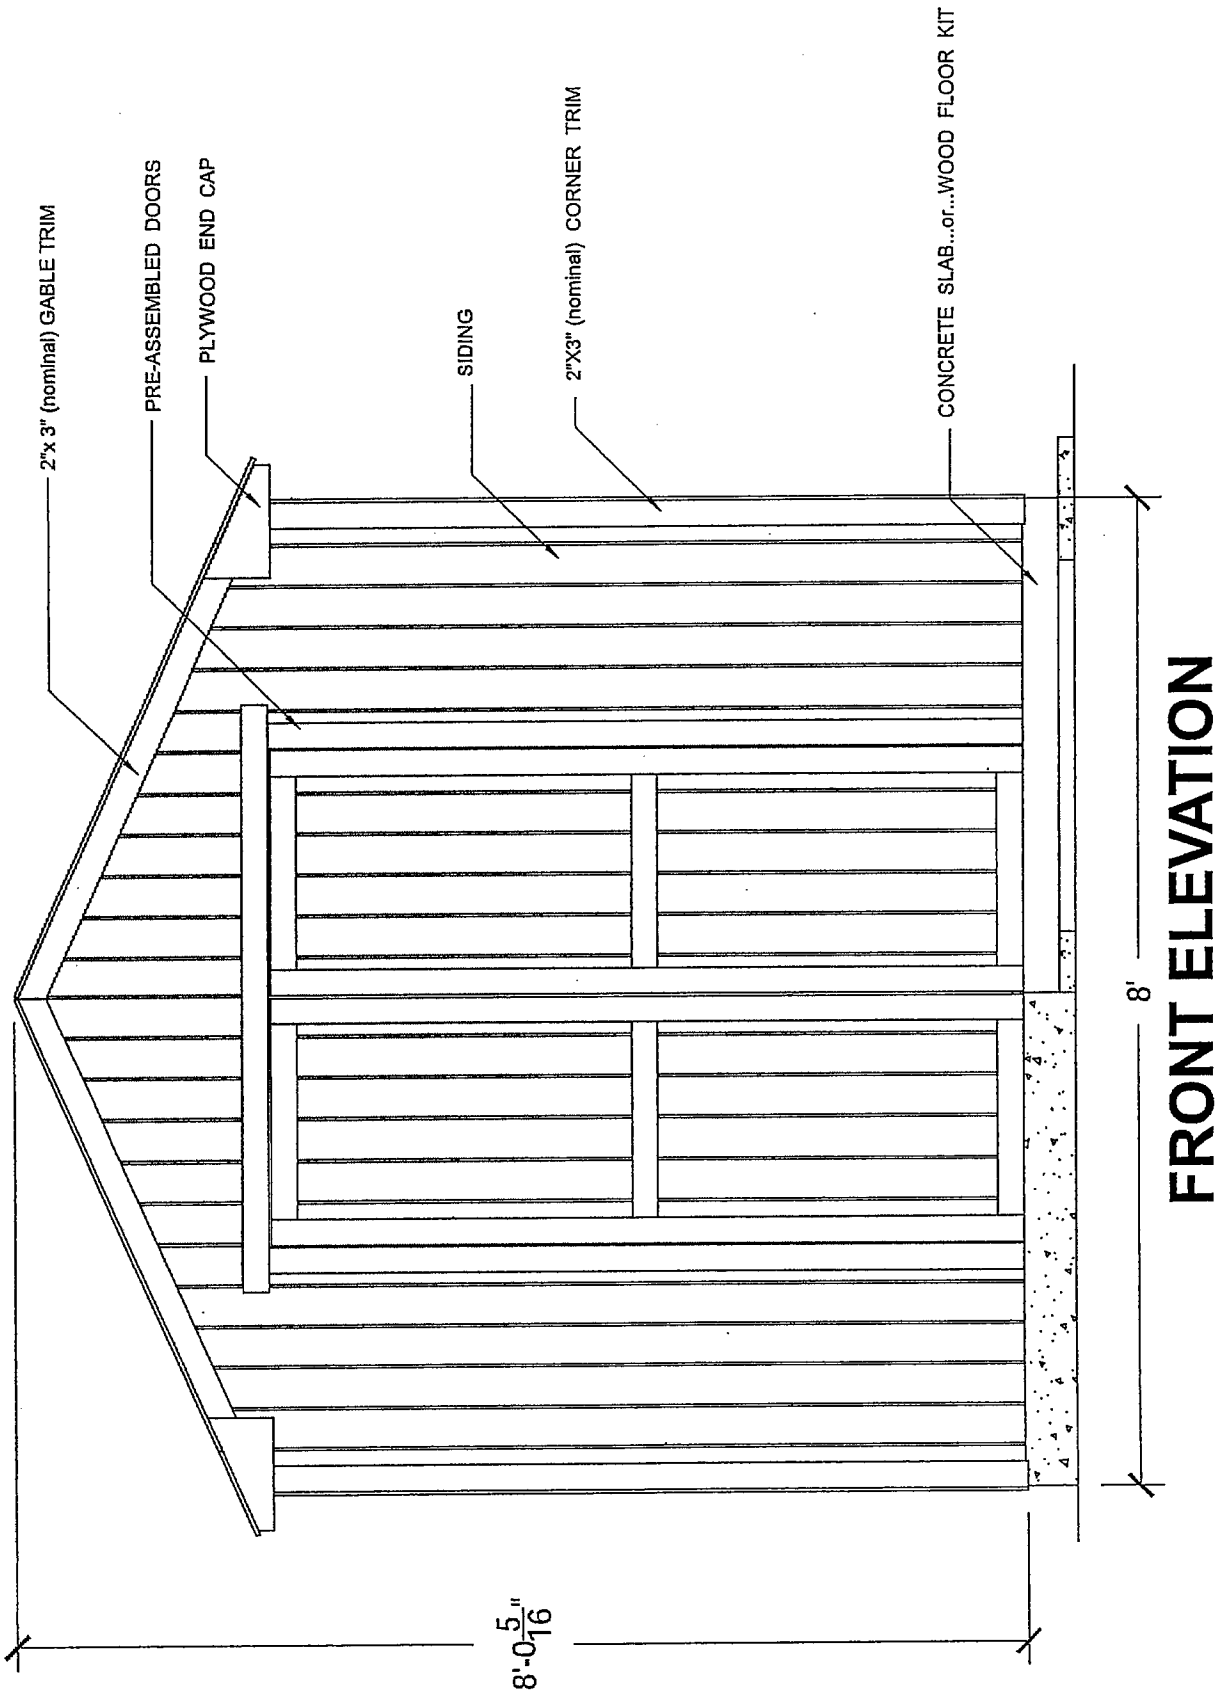 2"x 3" (nominal) GABLE TRIM
PRE-ASSEMBLED DOORS
PLYWOOD END CAP
SIDING
2"X3" (nominal) CORNER TRIM
CONCRETE SLAB...or...WOOD FLOOR KIT
8'-0 5/16"
8'
FRONT ELEVATION